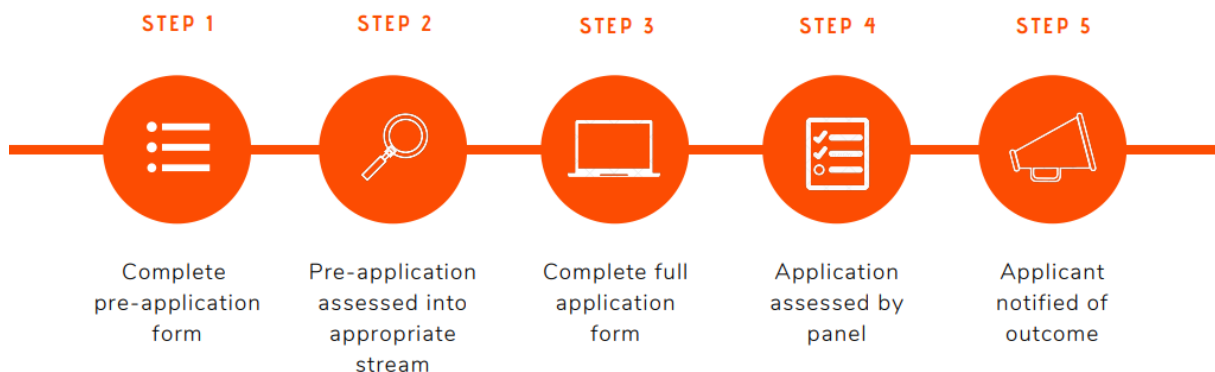 STEP 1
STEP 2
STEP 3
STEP 4
STEP 5
Complete
pre-application
form
Pre-application
assessed into
appropriate
stream
Complete full
application
form
Application
assessed by
panel
Applicant
notified of
outcome